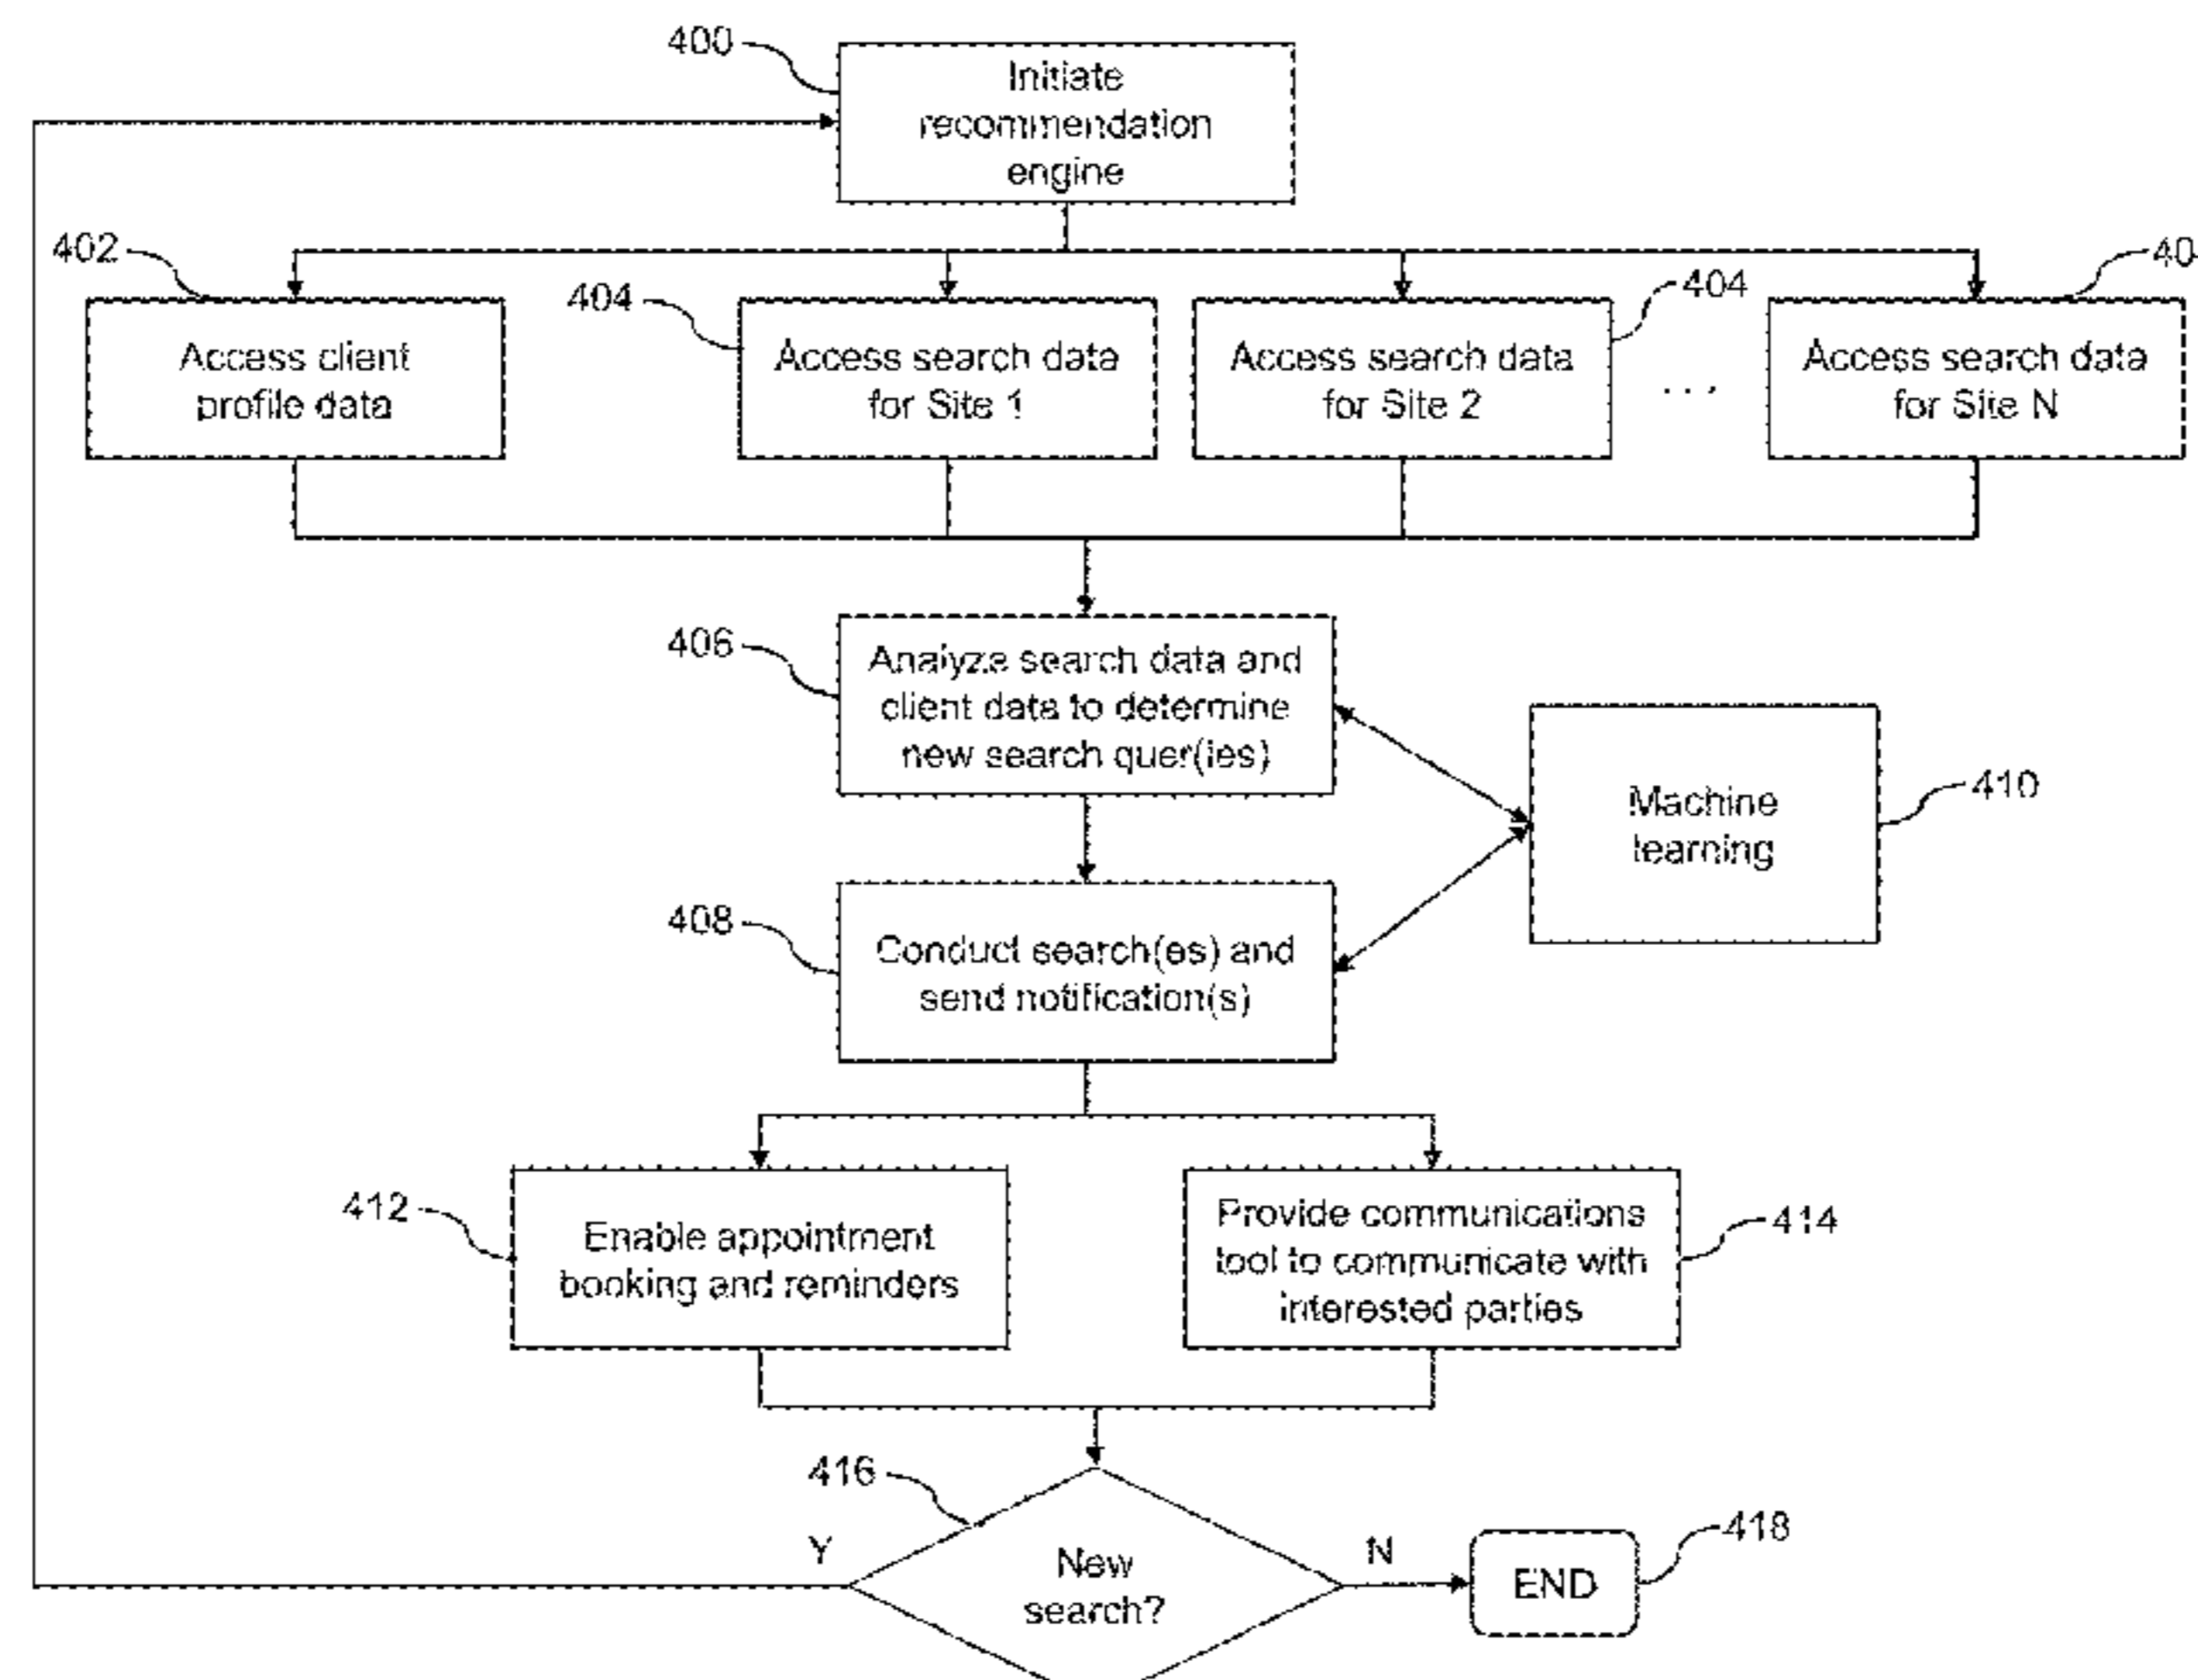 400
Initiate
recommendation
engine
402
404
404
40
Access client
profile data
Access search data
for Site 1
Access search data
for Site 2
...
Access search data
for Site N
406
Analyze search data and
client data to determine
new search quer(ies)
Machine
learning
410
408
Conduct search(es) and
send notification(s)
412
Enable appointment
booking and reminders
Provide communications
tool to communicate with
interested parties
414
416
Y
New
search?
N
END
418